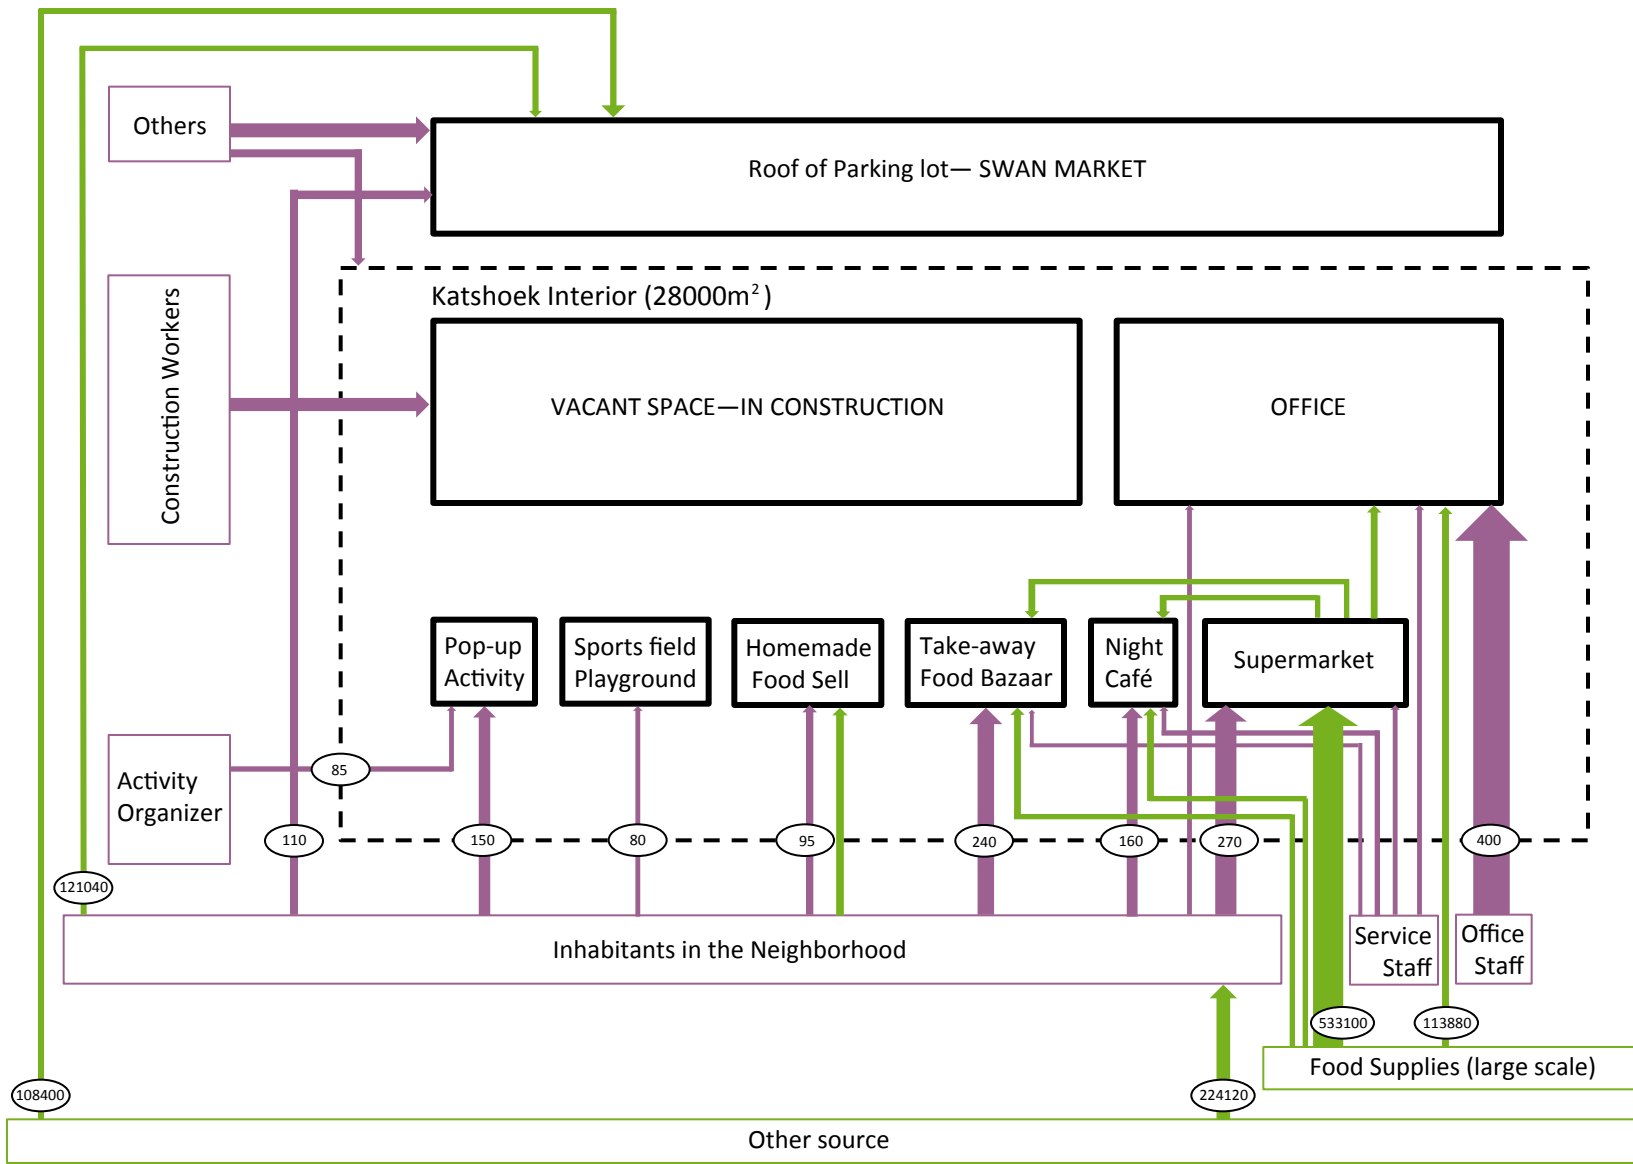 Others
Roof of Parking lot— SWAN MARKET
Katshoek Interior (28000m²)
Construction Workers
VACANT SPACE—IN CONSTRUCTION
OFFICE
Pop-up
Activity
Sports field
Playground
Homemade
Food Sell
Take-away
Food Bazaar
Night
Café
Supermarket
Activity
Organizer
85
110
150
80
95
240
160
270
400
121040
Inhabitants in the Neighborhood
Service
Staff
Office
Staff
533100
113880
Food Supplies (large scale)
108400
224120
Other source